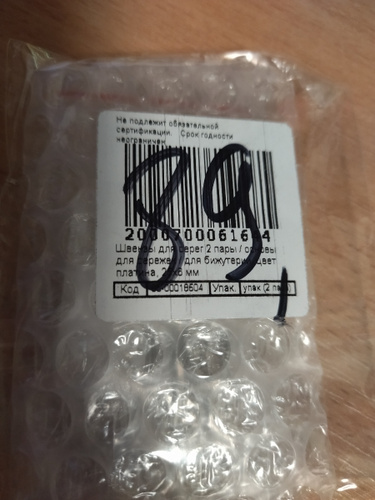 Не подлежит обязательной
сертификации. Срок годности
неограничен
89,
Швензы для серег 2 пары / основы
для сережек для бижутерии цвет
платина, мм
Код 00016604 Упак. упак (2 пары)